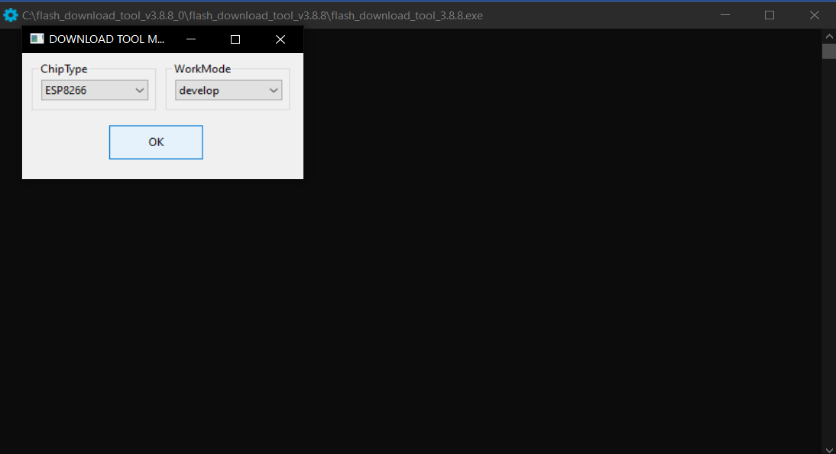 C:\flash_download_tool_v3.8.8_0\flash_download_tool_v3.8.8\flash_download_tool_3.8.8.exe
DOWNLOAD TOOL M...
ChipType
WorkMode
ESP8266
develop
OK